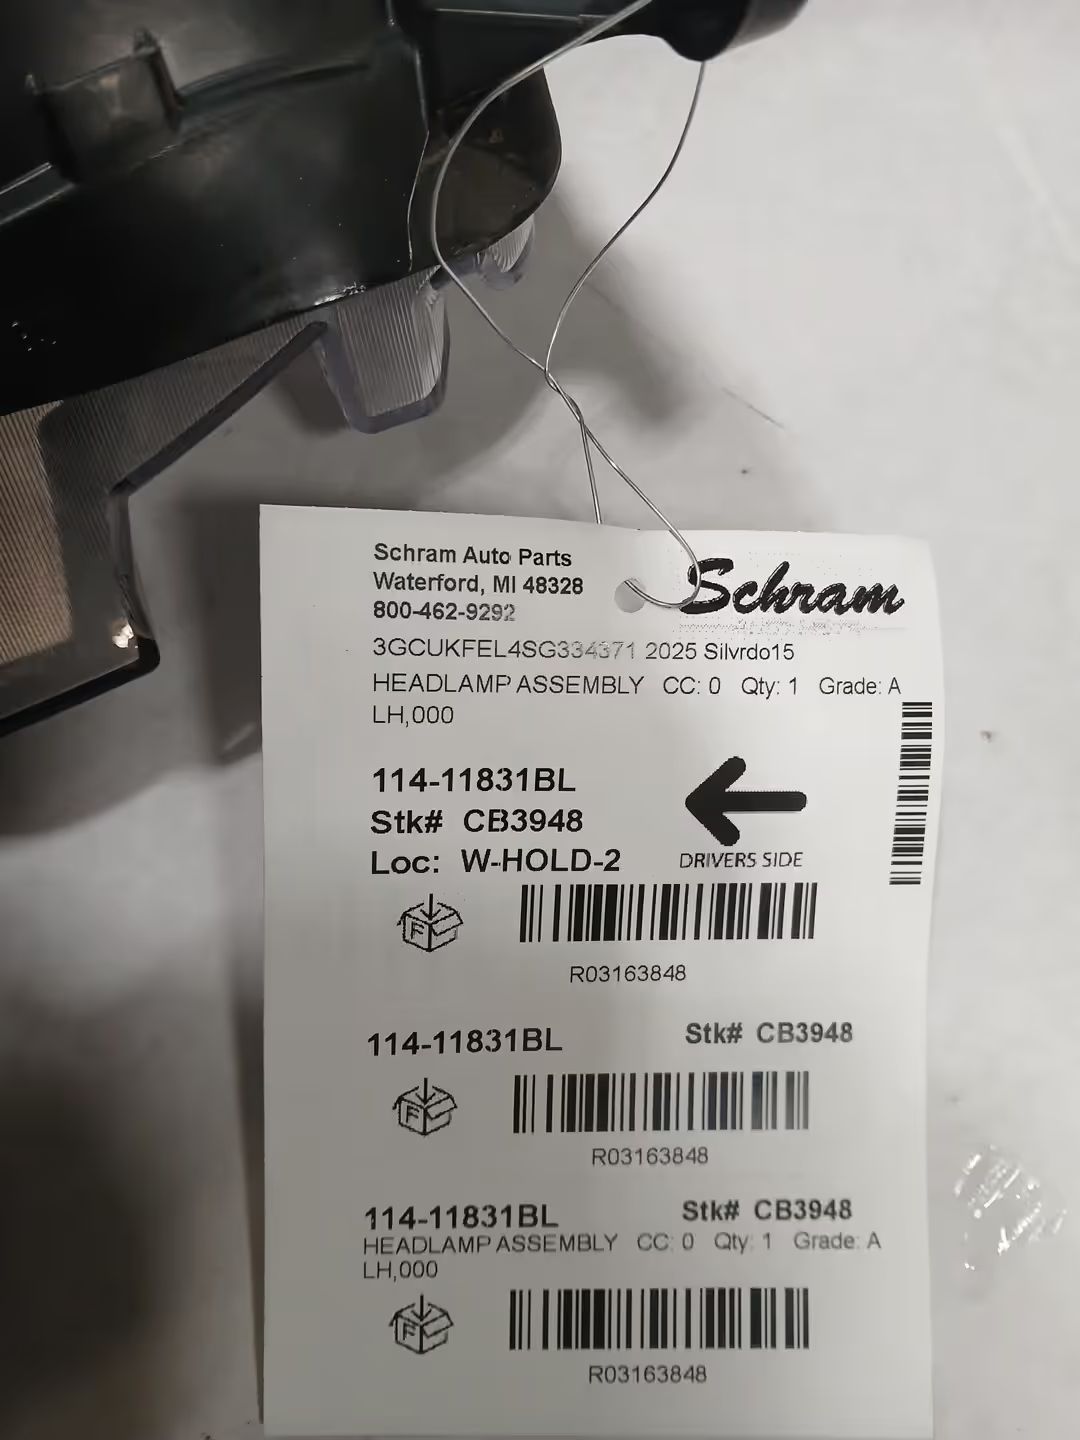 Schram Auto Parts
Waterford, MI 48328
800-462-9292
Schram
3GCUKFEL4SG334371 2025 Silvrdo15
HEADLAMP ASSEMBLY CC: 0 Qty: 1 Grade: A
LH,000
114-11831BL
Stk# CB3948
Loc: W-HOLD-2
DRIVERS SIDE
F
R03163848
114-11831BL Stk# CB3948
F
R03163848
114-11831BL Stk# CB3948
HEADLAMP ASSEMBLY CC: 0 Qty: 1 Grade: A
LH,000
F
R03163848